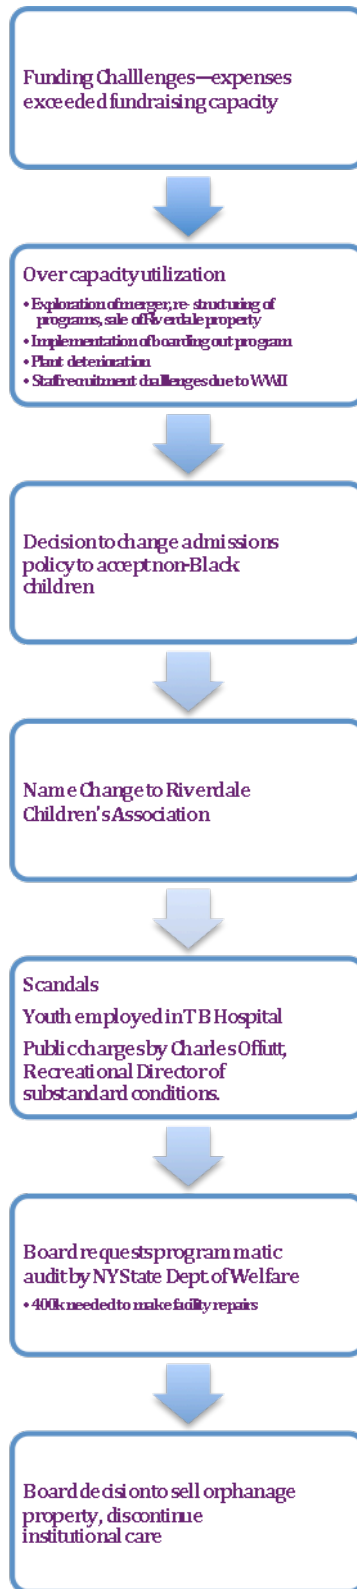 Funding Challlenges—expenses
exceeded fundraising capacity
Over capacity utilization
• Exploration of merger, re-structuring of
programs, sale of Riverdale property
• Implementation of boarding out program
• Plant deterioration
• Staff recruitment challenges due to WWII
Decision to change admissions
policy to accept non-Black
children
Name Change to Riverdale
Children's Association
Scandals
Youth employed in TB Hospital
Public charges by Charles Offutt,
Recreational Director of
substandard conditions.
Board requests programmatic
audit by NY State Dept. of Welfare
• 400k needed to make facility repairs
Board decision to sell orphanage
property, discontinue
institutional care